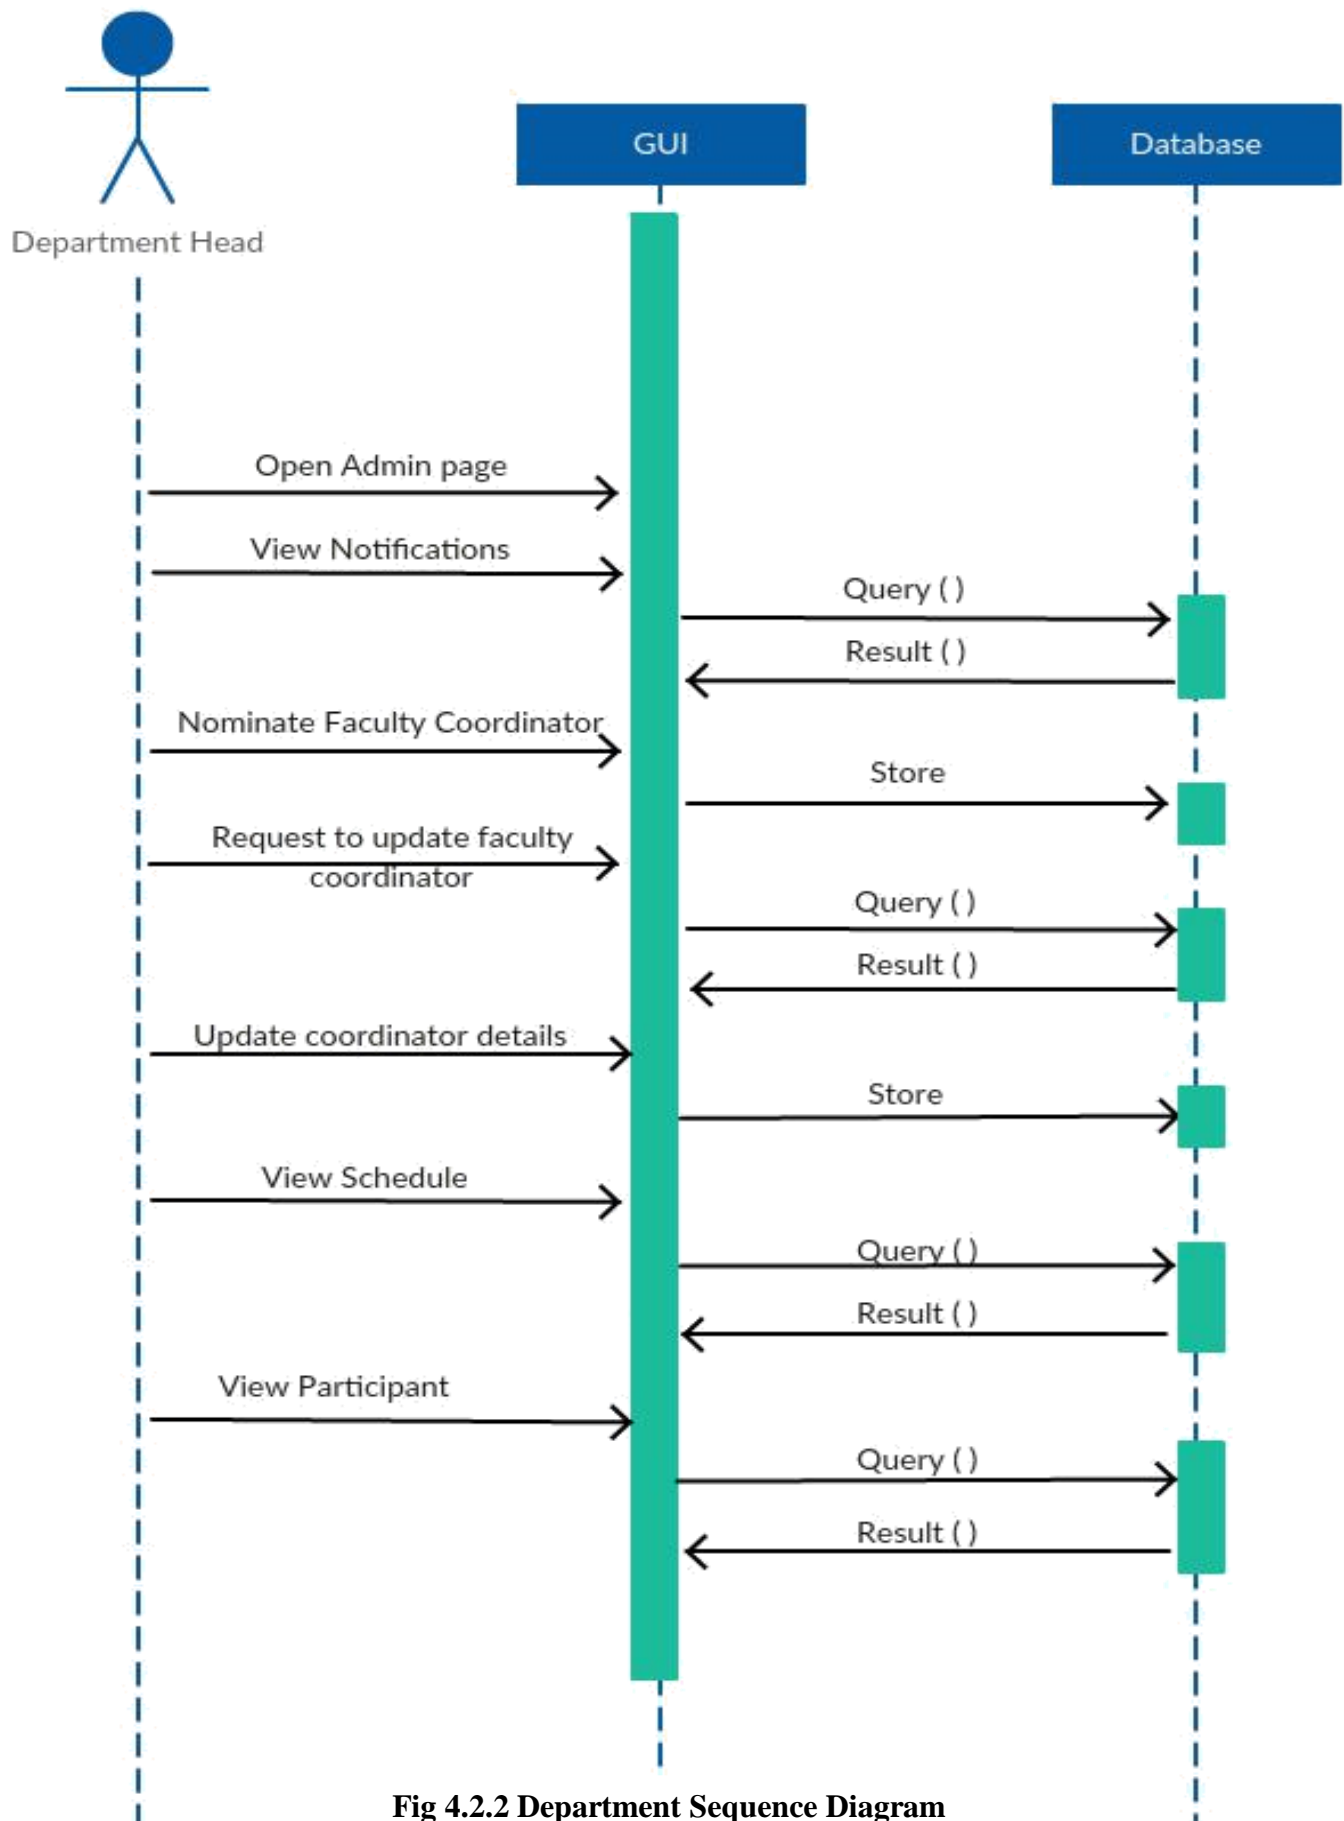 GUI
Database
Department Head
Open Admin page
View Notifications
Query ( )
Result ( )
Nominate Faculty Coordinator
Store
Request to update faculty
coordinator
Query ( )
Result ( )
Update coordinator details
Store
View Schedule
Query ( )
Result ( )
View Participant
Query ( )
Result ( )
Fig 4.2.2 Department Sequence Diagram